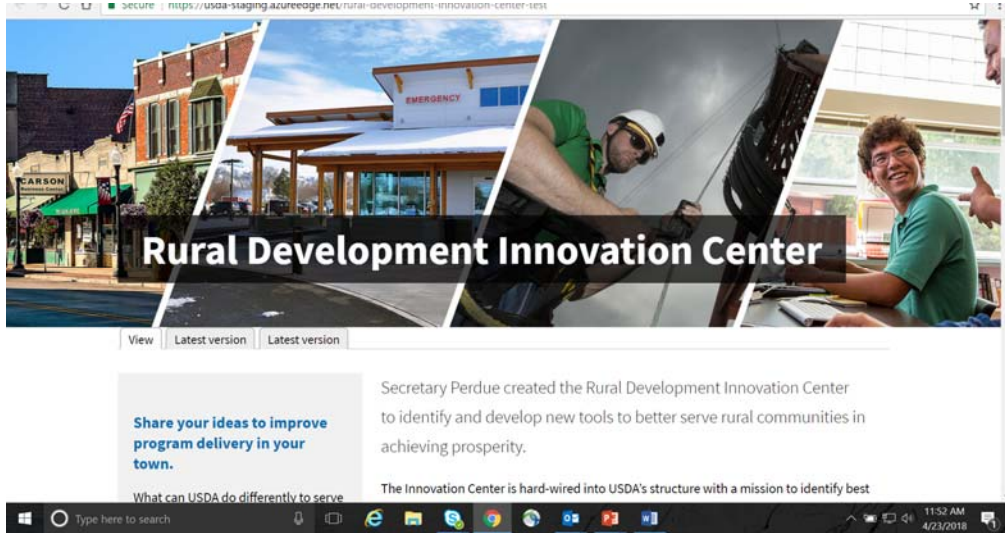 Secure https://usda-staging.azureedge.net/rural-development-innovation-center-test
EMERGENCY
CARSON
Rural Development Innovation Center
View Latest version Latest version
Share your ideas to improve
program delivery in your
town.
What can USDA do differently to serve
Secretary Perdue created the Rural Development Innovation Center
to identify and develop new tools to better serve rural communities in
achieving prosperity.
The Innovation Center is hard-wired into USDA's structure with a mission to identify best
Type here to search
11:52 AM
4/23/2018